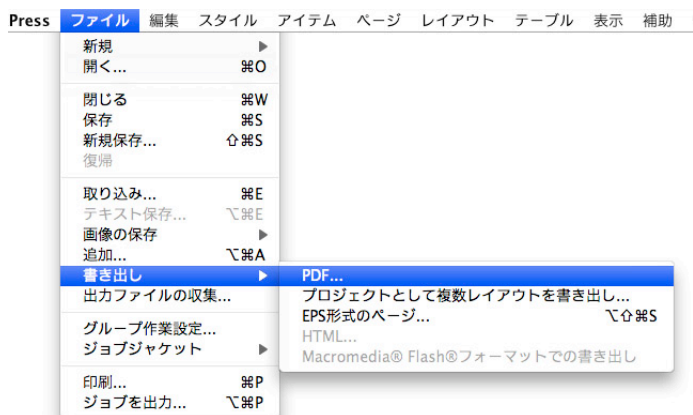 Press ファイル 編集 スタイル アイテム ページ レイアウト テーブル 表示 補助
新規 ▶
開く... ⌘O
閉じる ⌘W
保存 ⌘S
新規保存... ⇧⌘S
復帰
取り込み... ⌘E
テキスト保存... ⌥⌘E
画像の保存 ▶
追加... ⌥⌘A
書き出し ▶
出力ファイルの収集...
グループ作業設定...
ジョブジャケット ▶
印刷... ⌘P
ジョブを出力... ⌥⌘P
PDF...
プロジェクトとして複数レイアウトを書き出し...
EPS形式のページ... ⌥⇧⌘S
HTML...
Macromedia® Flash®フォーマットでの書き出し